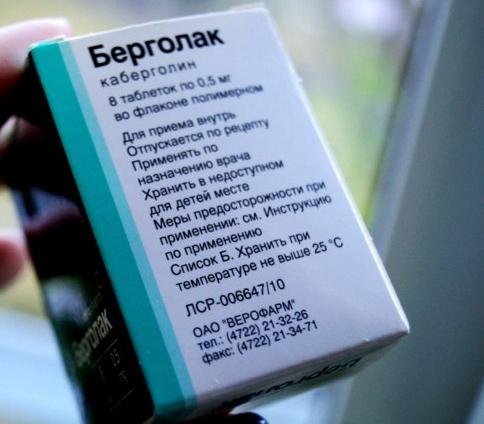 Берголак
каберголин
8 таблеток по 0,5 мг
во флаконе полимерном
Для приема внутрь
Отпускается по рецепту
Применять по
назначению врача
Хранить в недоступном
для детей месте
Меры предосторожности при
применении: см. Инструкцию
по применению
Список Б. Хранить при
температуре не выше 25 °С
ЛСР-006647/10
ОАО "ВЕРОФАРМ"
тел.: (4722) 21-32-26
факс: (4722) 21-34-71
Берголак
Берголак